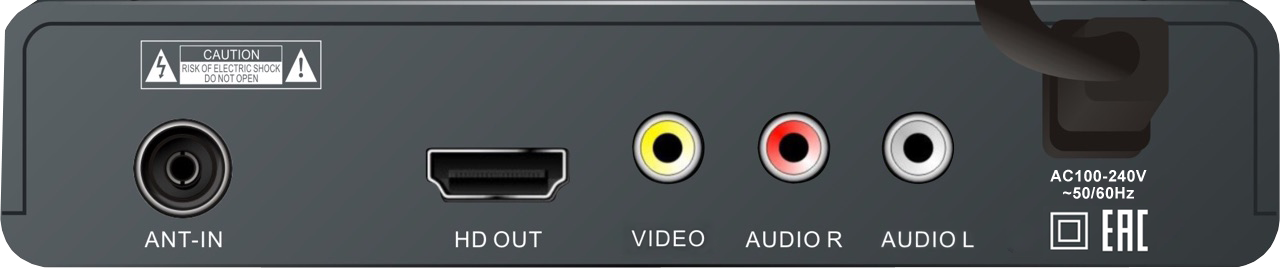 CAUTION
RISK OF ELECTRIC SHOCK
DO NOT OPEN
ANT-IN
HD OUT
VIDEO
AUDIO R
AUDIO L
AC100-240V
~50/60Hz
EAC